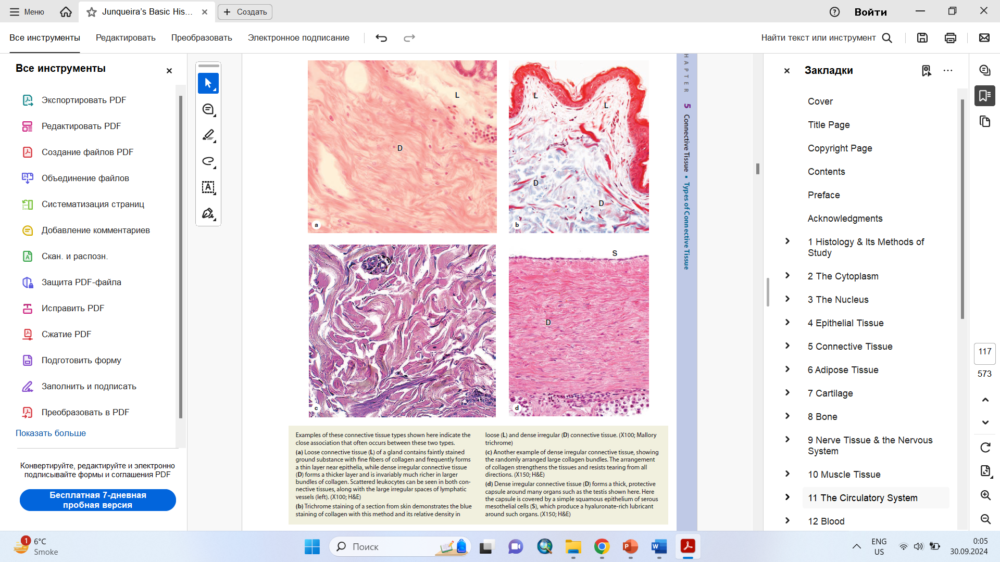 Меню
Junqueira’s Basic His...
Создать
Войти
Все инструменты
Редактировать
Преобразовать
Электронное подписание
Найти текст или инструмент
Все инструменты
Экспортировать PDF
Редактировать PDF
Создание файлов PDF
Объединение файлов
Систематизация страниц
Добавление комментариев
Скан. и распозн.
Защита PDF-файла
Исправить PDF
Сжатие PDF
Подготовить форму
Заполнить и подписать
Преобразовать в PDF
Показать больше
Конвертируйте, редактируйте и электронно
подписывайте формы и соглашения PDF
Бесплатная 7-дневная
пробная версия
L
D
a
L
L
D
D
b
c
S
D
d
HAPTER 5 Connective Tissue ▪ Types of Connective Tissue
Examples of these connective tissue types shown here indicate the
close association that often occurs between these two types.
(a) Loose connective tissue (L) of a gland contains faintly stained
ground substance with fine fibers of collagen and frequently forms
a thin layer near epithelia, while dense irregular connective tissue
(D) forms a thicker layer and is invariably much richer in larger
bundles of collagen. Scattered leukocytes can be seen in both con-
nective tissues, along with the large irregular spaces of lymphatic
vessels (left). (X100; H&E)
(b) Trichrome staining of a section from skin demonstrates the blue
staining of collagen with this method and its relative density in
loose (L) and dense irregular (D) connective tissue. (X100; Mallory
trichrome)
(c) Another example of dense irregular connective tissue, showing
the randomly arranged large collagen bundles. The arrangement
of collagen strengthens the tissues and resists tearing from all
directions. (X150; H&E)
(d) Dense irregular connective tissue (D) forms a thick, protective
capsule around many organs such as the testis shown here. Here
the capsule is covered by a simple squamous epithelium of serous
mesothelial cells (S), which produce a hyaluronate-rich lubricant
around such organs. (X150; H&E)
Закладки
Cover
Title Page
Copyright Page
Contents
Preface
Acknowledgments
1 Histology & Its Methods of
Study
2 The Cytoplasm
3 The Nucleus
4 Epithelial Tissue
5 Connective Tissue
6 Adipose Tissue
7 Cartilage
8 Bone
9 Nerve Tissue & the Nervous
System
10 Muscle Tissue
11 The Circulatory System
12 Blood
117
573
1
6°C
Smoke
Поиск
ENG
US
0:05
30.09.2024